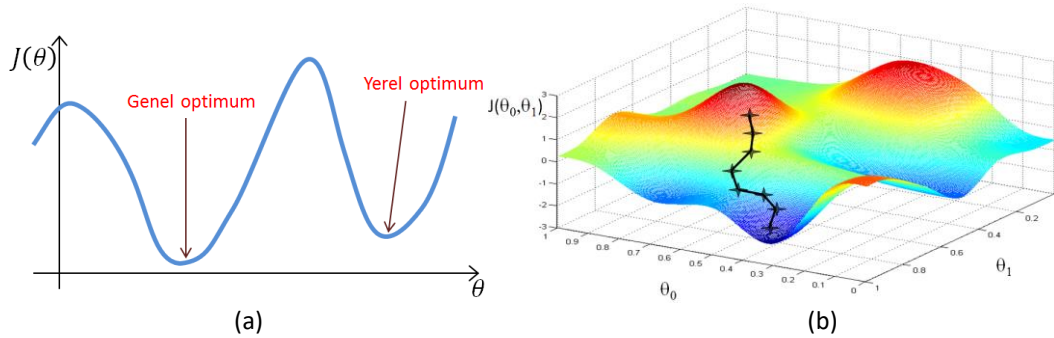 J(θ)
Genel optimum
Yerel optimum
θ
(a)
J(θ₀,θ₁)
3
2
1
0
-1
-2
-3
1
0.9
0.8
0.7
0.6
0.5
0.4
0.3
0.2
0.1
0
θ₀
1
0.8
0.6
0.4
0.2
θ₁
(b)